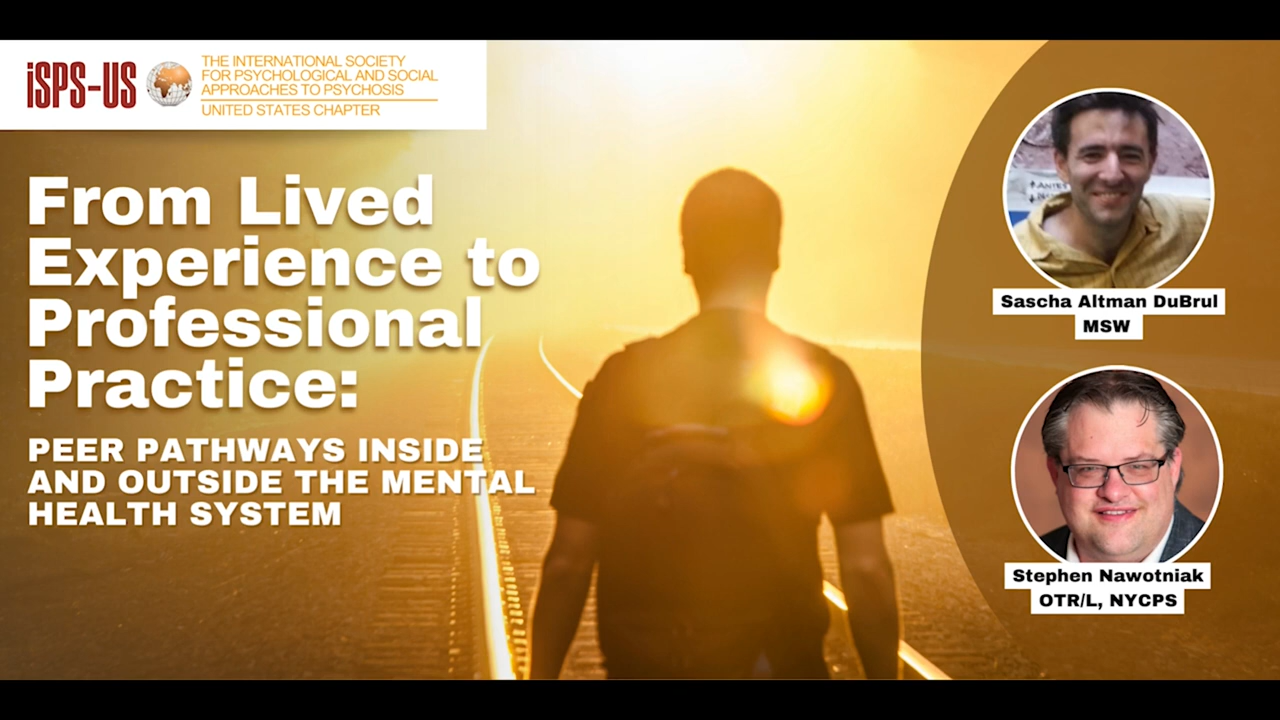 iSPS-US
THE INTERNATIONAL SOCIETY
FOR PSYCHOLOGICAL AND SOCIAL
APPROACHES TO PSYCHOSIS
UNITED STATES CHAPTER
From Lived
Experience to
Professional
Practice:
PEER PATHWAYS INSIDE
AND OUTSIDE THE MENTAL
HEALTH SYSTEM
Sascha Altman DuBrul
MSW
Stephen Nawotniak
OTR/L, NYCPS